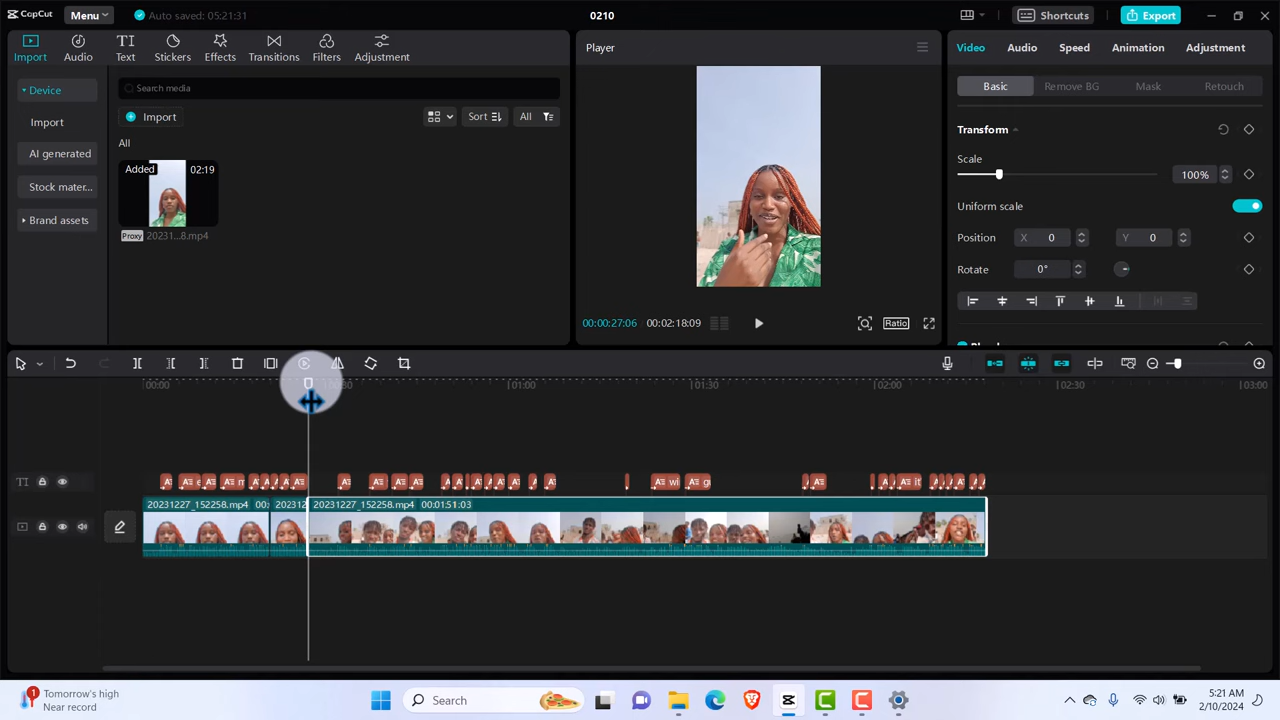 CapCut Menu Auto saved: 05:21:31 0210 Shortcuts Export
Import Audio Text Stickers Effects Transitions Filters Adjustment
Device
Import
AI generated
Stock mater...
Brand assets
Search media
Import Sort All
All
Added 02:19
Proxy 20231...8.mp4
Player
00:00:27:06 00:02:18:09 Ratio
Video Audio Speed Animation Adjustment
Basic Remove BG Mask Retouch
Transform
Scale 100%
Uniform scale
Position X 0 Y 0
Rotate 0°
00:00 01:00 01:30 02:00 02:30 03:00
20231227_152258.mp4 00: 202312 20231227_152258.mp4 00:01:51:03
1 Tomorrow's high
Near record
Search
5:21 AM
2/10/2024